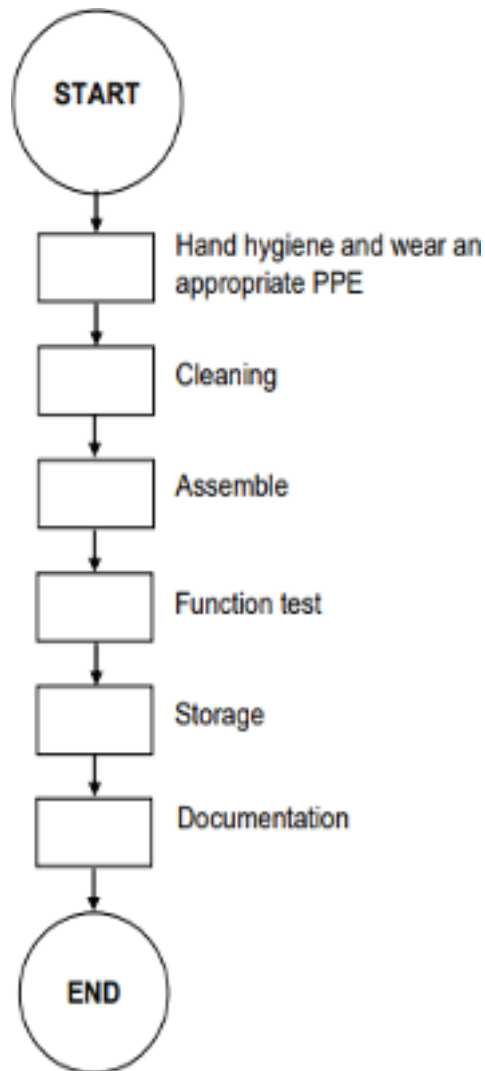 START
Hand hygiene and wear an
appropriate PPE
Cleaning
Assemble
Function test
Storage
Documentation
END